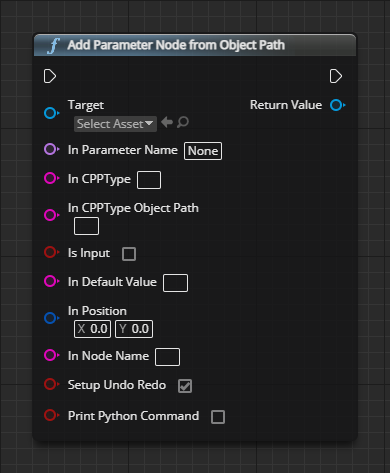 f Add Parameter Node from Object Path
Target Return Value
Select Asset
In Parameter Name None
In CPPType
In CPPType Object Path
Is Input
In Default Value
In Position
X 0.0 Y 0.0
In Node Name
Setup Undo Redo
Print Python Command